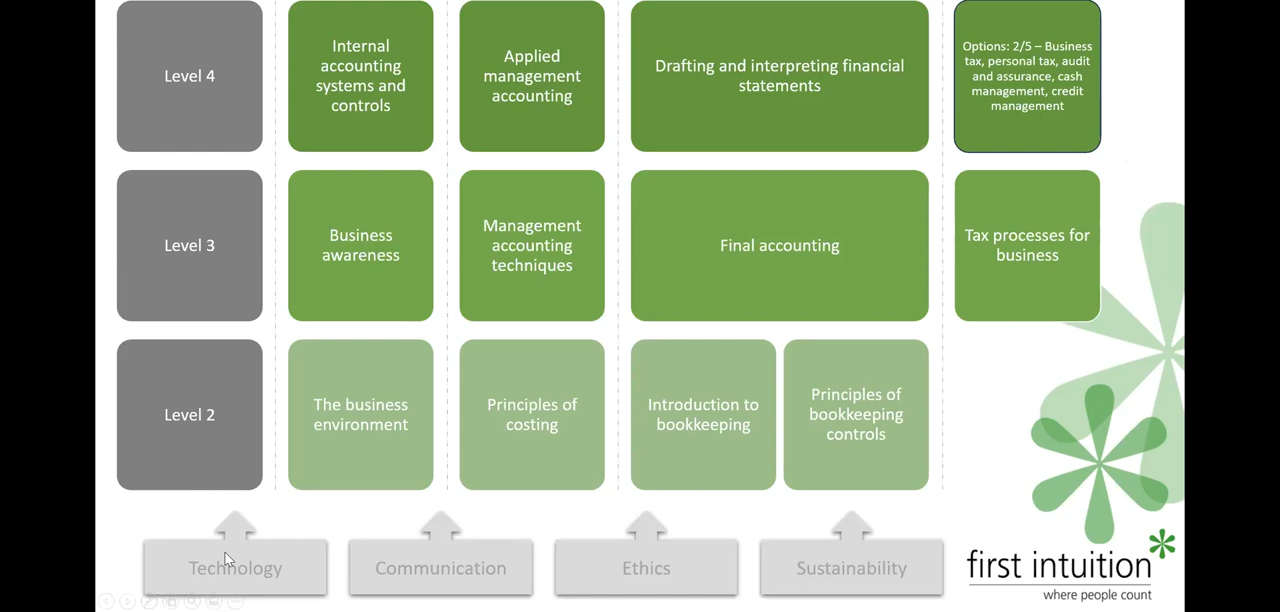 Level 4
Internal
accounting
systems and
controls
Applied
management
accounting
Drafting and interpreting financial
statements
Options: 2/5 – Business
tax, personal tax, audit
and assurance, cash
management, credit
management
Level 3
Business
awareness
Management
accounting
techniques
Final accounting
Tax processes for
business
Level 2
The business
environment
Principles of
costing
Introduction to
bookkeeping
Principles of
bookkeeping
controls
Technology
Communication
Ethics
Sustainability
first intuition
where people count